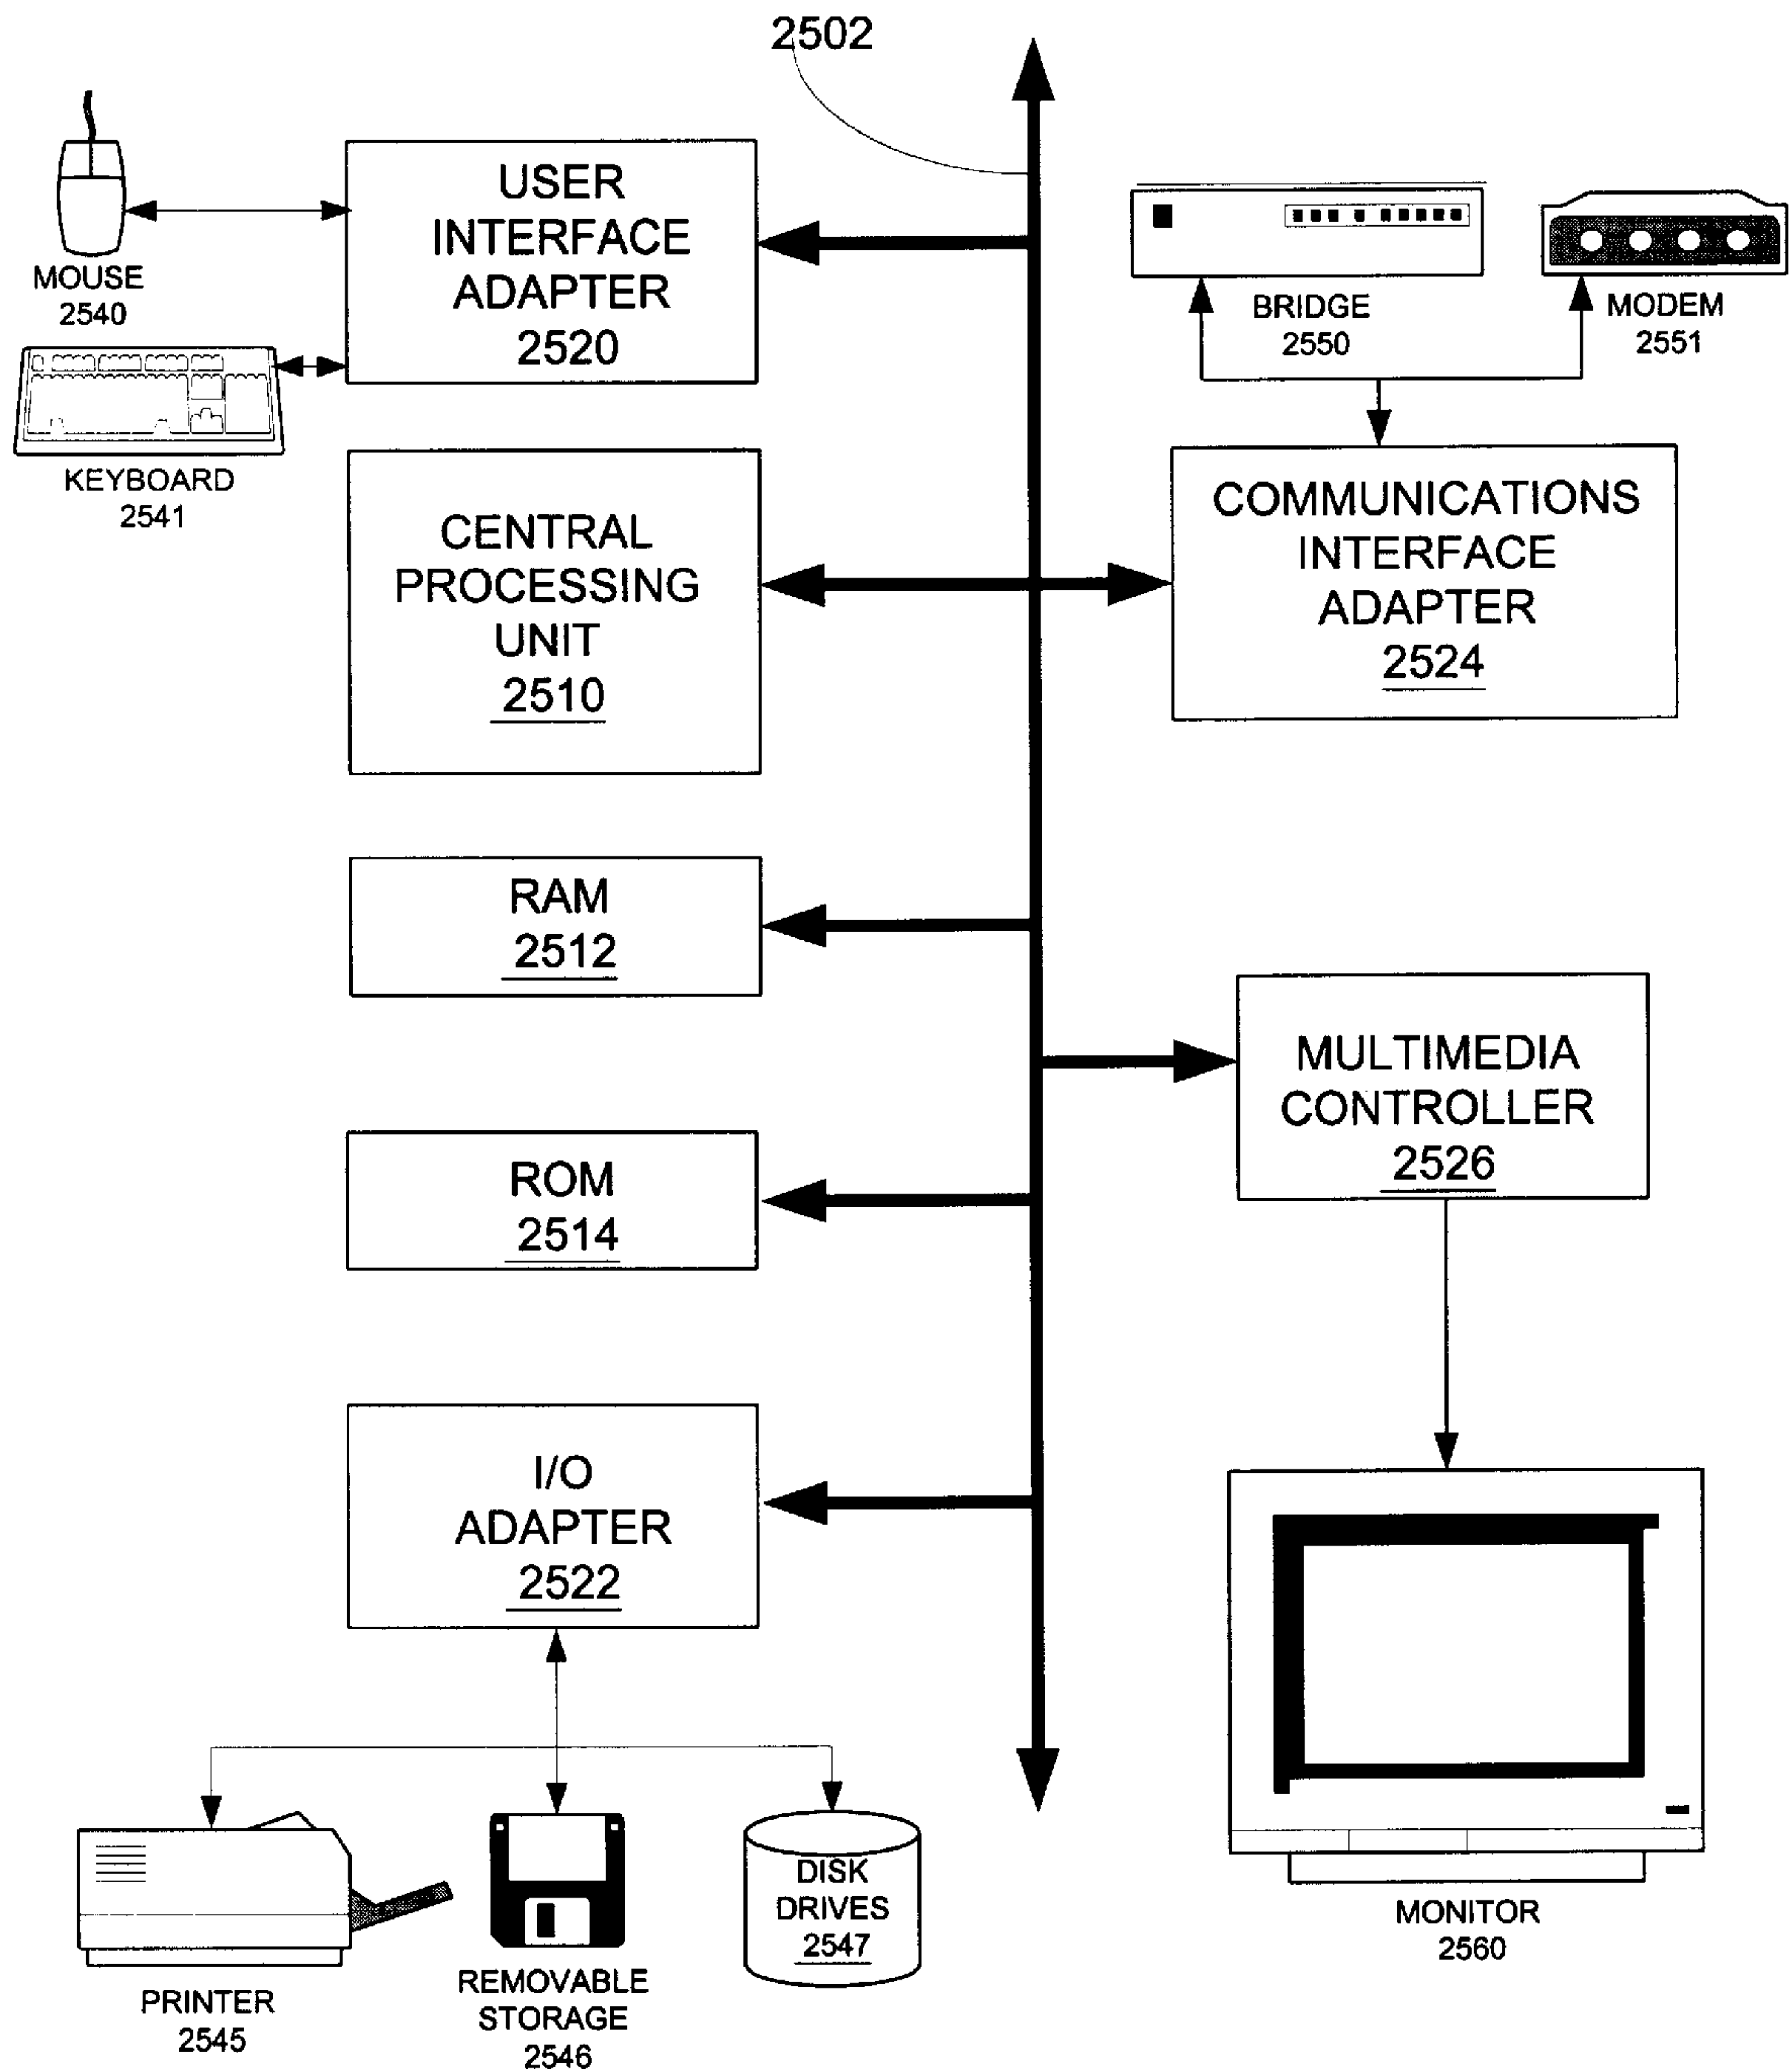 2502
USER
INTERFACE
ADAPTER
2520
MOUSE
2540
KEYBOARD
2541
BRIDGE
2550
MODEM
2551
CENTRAL
PROCESSING
UNIT
2510
COMMUNICATIONS
INTERFACE
ADAPTER
2524
RAM
2512
MULTIMEDIA
CONTROLLER
2526
ROM
2514
I/O
ADAPTER
2522
PRINTER
2545
REMOVABLE
STORAGE
2546
DISK
DRIVES
2547
MONITOR
2560